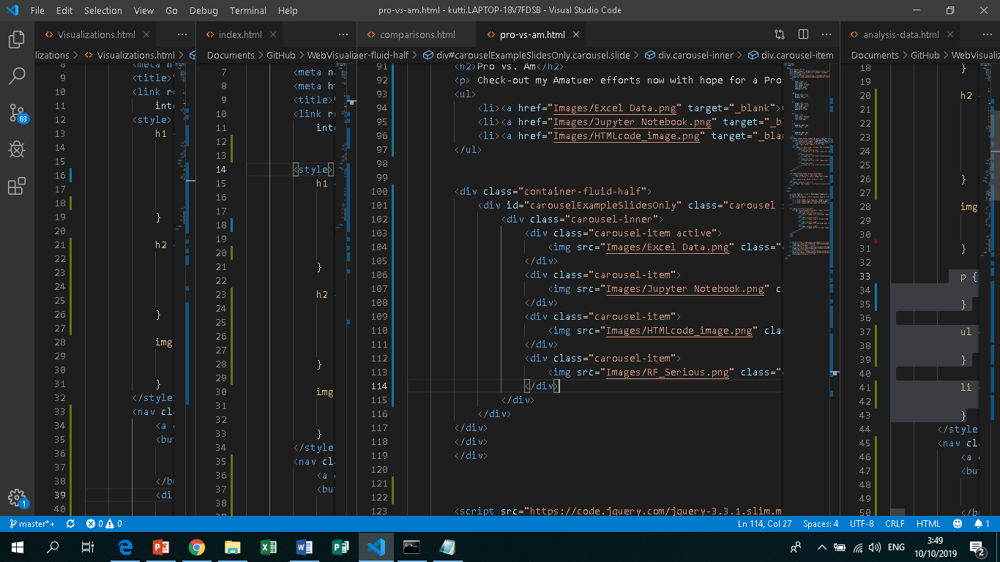 File Edit Selection View Go Debug Terminal Help
pro-vs-am.html - kutti.LAPTOP-18V7FDSB - Visual Studio Code
Visualizations.html
index.html
comparisons.html
pro-vs-am.html
analysis-data.html
lizations > Visualizations.html >
Documents > GitHub > WebVisualizer-fluid-half > div#carouselExampleSlidesOnly.carousel.slide > div.carousel-inner > div.carousel-item
Documents > GitHub > WebVisual
8 <meta n
9 <title>"
10 <link re
11 inte
12 <style>
13 h1
14
15
16
17
18
19 }
20
21 h2
22
23
24
25
26 }
27
28 img
29
30
31 }
32 </style
33 <nav cl
34 <a c
35 <but
36
37
38 </bu
39 <di
40
7 <meta na
8 <meta h
9 <title>"
10 <link re
11 inte
12
13
14 <style>
15 h1
16
17
18
19
20
21 }
22
23 h2
24
25
26
27
28 }
29
30 img
31
32
33 }
34 </style
35 <nav cla
36 <a c
37 <but
38
91 <h2>Pro vs. Am</h2>
92 <p> Check-out my Amatuer efforts now with hope for a Pro
93 <ul>
94 <li><a href="Images/Excel Data.png" target="_blank">
95 <li><a href="Images/Jupyter Notebook.png" target="_bl
96 <li><a href="Images/HTMLcode_image.png" target="_bla
97 </ul>
98
99
100 <div class="container-fluid-half">
101 <div id="carouselExampleSlidesOnly" class="carousel s
102 <div class="carousel-inner">
103 <div class="carousel-item active">
104 <img src="Images/Excel Data.png" class="
105 </div>
106 <div class="carousel-item">
107 <img src="Images/Jupyter Notebook.png" cl
108 </div>
109 <div class="carousel-item">
110 <img src="Images/HTMLcode_image.png" clas
111 </div>
112 <div class="carousel-item">
113 <img src="Images/RF_Serious.png" class="
114 </div>
115 </div>
116 </div>
117 </div>
118 </div>
119 </div>
120
121
122
123 <script src="https://code.jquery.com/jquery-3.3.1.slim.m
18 }
19
20 h2
21
22
23
24
25
26 }
27
28 img
29
30
31 }
32
33 p {
34
35 }
36
37 ul
38
39 }
40
41 li
42
43 }
44 </style
45 <nav cla
46 <a c
47 <but
48
49
50 </b
83
1
master*+ 0 0
Ln 114, Col 27 Spaces: 4 UTF-8 CRLF HTML 1
ENG
3:49
10/10/2019
2